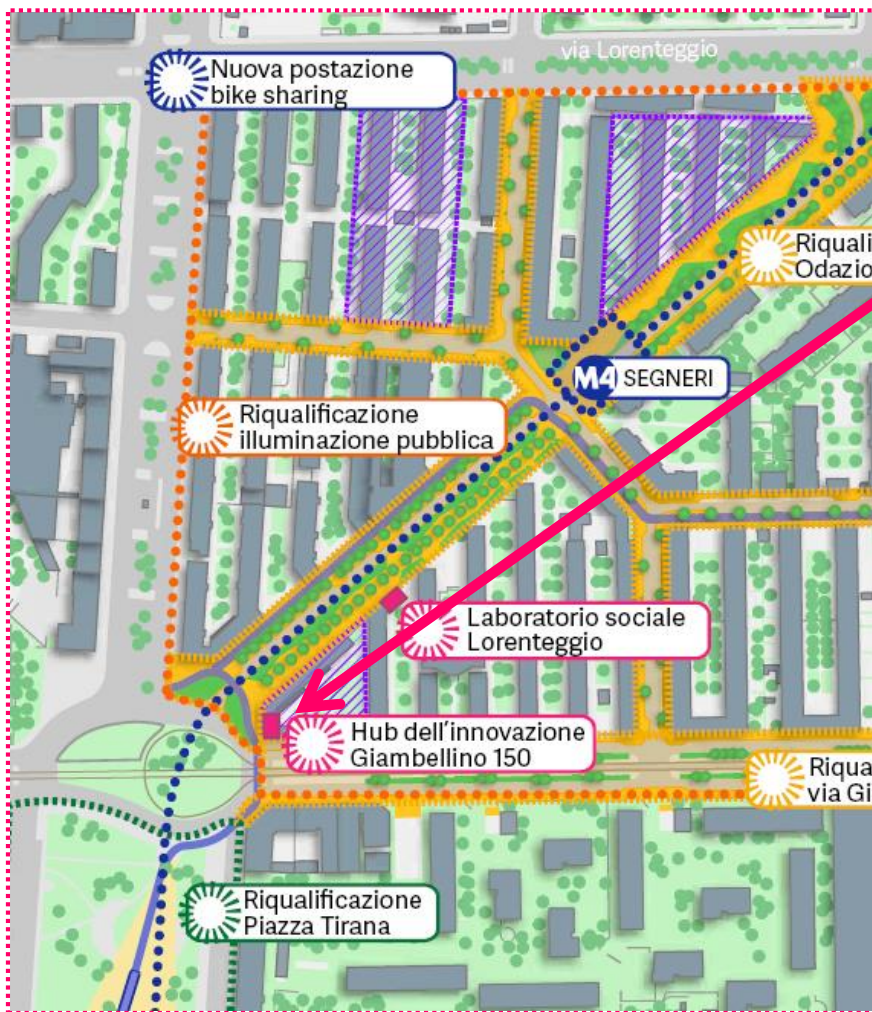 via Lorenteggio
Nuova postazione
bike sharing
Riquali
Odazio
M4 SEGNERI
Riqualificazione
illuminazione pubblica
Laboratorio sociale
Lorenteggio
Hub dell'innovazione
Giambellino 150
Riqua
via Gi
Riqualificazione
Piazza Tirana